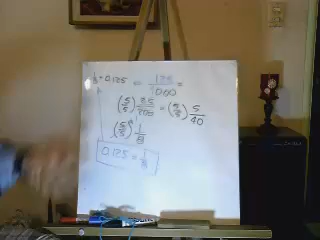 0.125 = 125/1000 =
(5/5) 25/200 = (5/5) 5/40
(5/5) 1/8
0.125 = 1/8